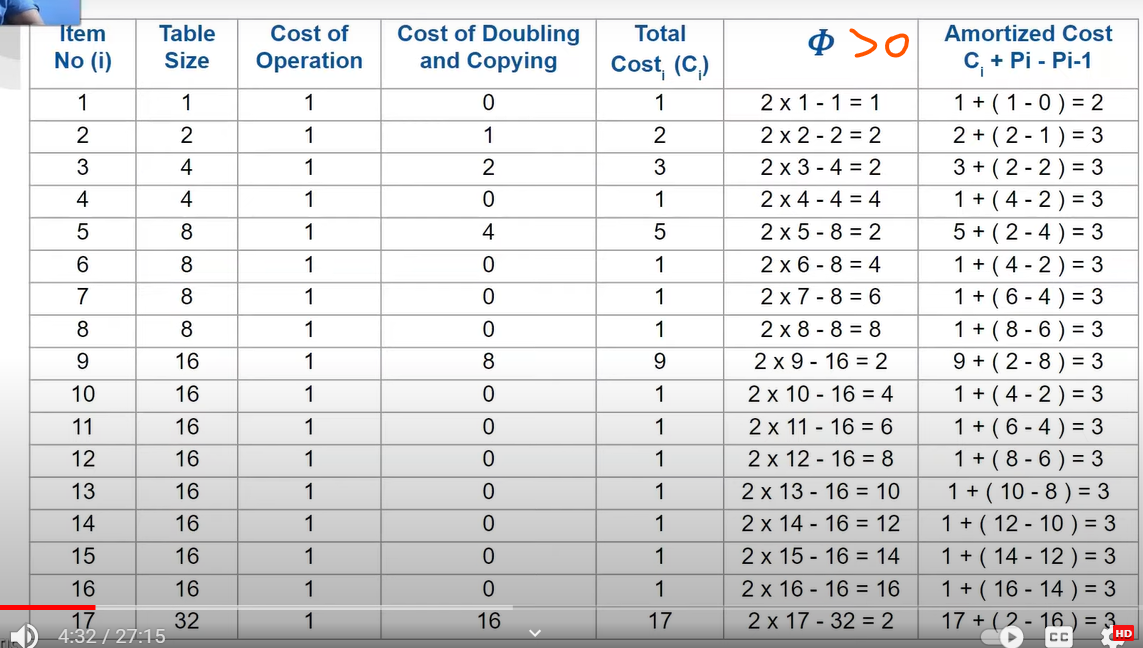 Item No (i) Table Size Cost of Operation Cost of Doubling and Copying Total Costi (Ci) Φ >0 Amortized Cost Ci + Pi - Pi-1
1 1 1 0 1 2 x 1 - 1 = 1 1 + ( 1 - 0 ) = 2
2 2 1 1 2 2 x 2 - 2 = 2 2 + ( 2 - 1 ) = 3
3 4 1 2 3 2 x 3 - 4 = 2 3 + ( 2 - 2 ) = 3
4 4 1 0 1 2 x 4 - 4 = 4 1 + ( 4 - 2 ) = 3
5 8 1 4 5 2 x 5 - 8 = 2 5 + ( 2 - 4 ) = 3
6 8 1 0 1 2 x 6 - 8 = 4 1 + ( 4 - 2 ) = 3
7 8 1 0 1 2 x 7 - 8 = 6 1 + ( 6 - 4 ) = 3
8 8 1 0 1 2 x 8 - 8 = 8 1 + ( 8 - 6 ) = 3
9 16 1 8 9 2 x 9 - 16 = 2 9 + ( 2 - 8 ) = 3
10 16 1 0 1 2 x 10 - 16 = 4 1 + ( 4 - 2 ) = 3
11 16 1 0 1 2 x 11 - 16 = 6 1 + ( 6 - 4 ) = 3
12 16 1 0 1 2 x 12 - 16 = 8 1 + ( 8 - 6 ) = 3
13 16 1 0 1 2 x 13 - 16 = 10 1 + ( 10 - 8 ) = 3
14 16 1 0 1 2 x 14 - 16 = 12 1 + ( 12 - 10 ) = 3
15 16 1 0 1 2 x 15 - 16 = 14 1 + ( 14 - 12 ) = 3
16 16 1 0 1 2 x 16 - 16 = 16 1 + ( 16 - 14 ) = 3
17 32 1 16 17 2 x 17 - 32 = 2 17 + ( 2 - 16 ) = 3
4:32 / 27:15 CC HD